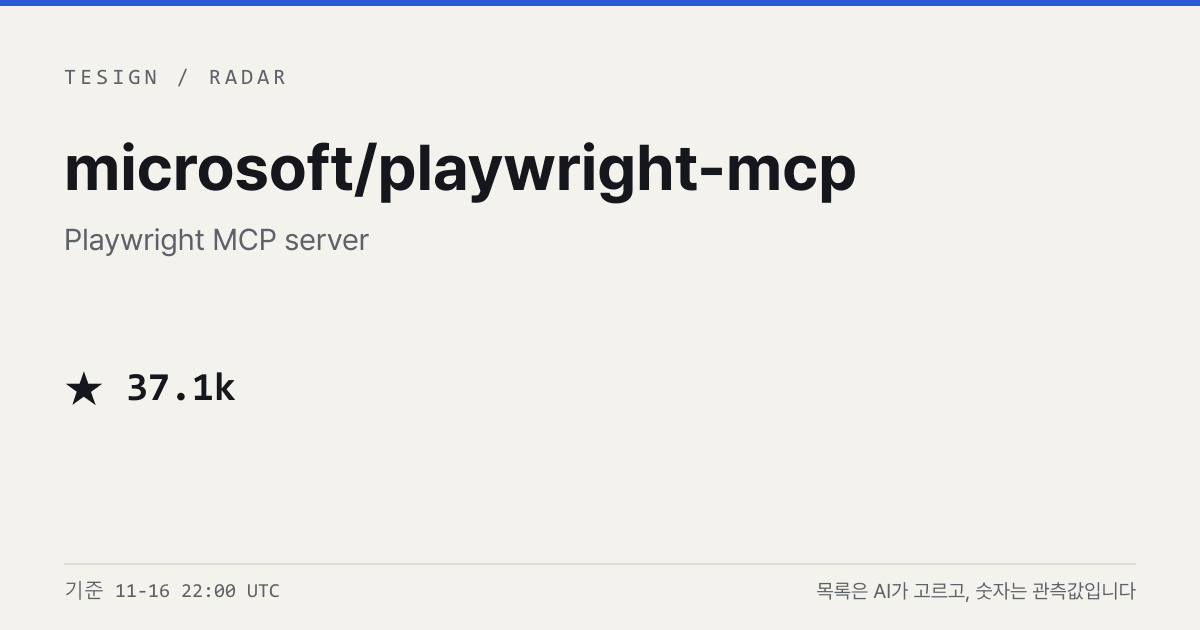 TESIGN / RADAR
microsoft/playwright-mcp
Playwright MCP server
★ 37.1k
기준 11-16 22:00 UTC
목록은 AI가 고르고, 숫자는 관측값입니다